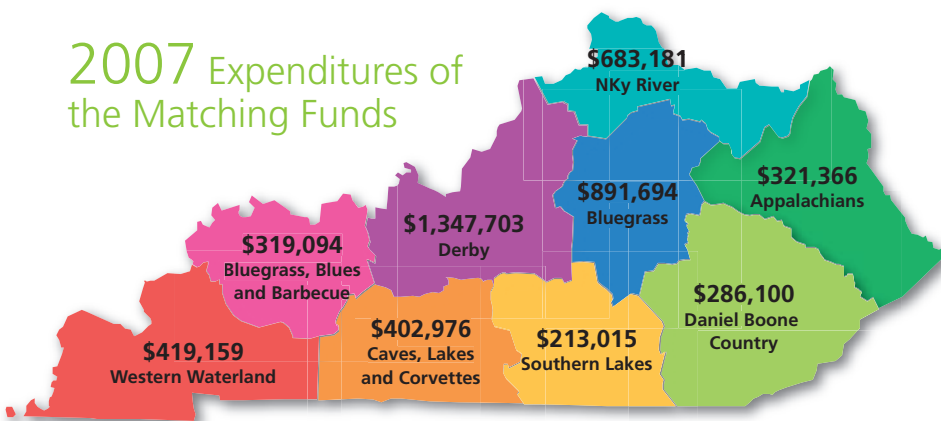 2007 Expenditures of
the Matching Funds
$683,181
NKy River
$321,366
Appalachians
$891,694
Bluegrass
$1,347,703
Derby
$319,094
Bluegrass, Blues
and Barbecue
$286,100
Daniel Boone
Country
$402,976
Caves, Lakes
and Corvettes
$213,015
Southern Lakes
$419,159
Western Waterland